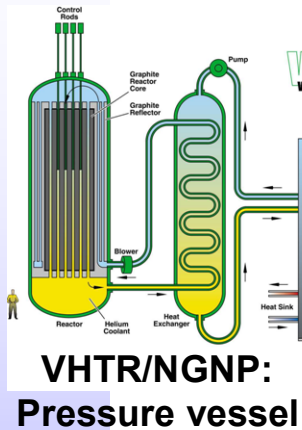 Control
Rods
Pump
Graphite
Reactor
Core
Graphite
Reflector
Blower
Heat Sink
Reactor
Helium
Coolant
Heat
Exchanger
VHTR/NGNP:
Pressure vessel